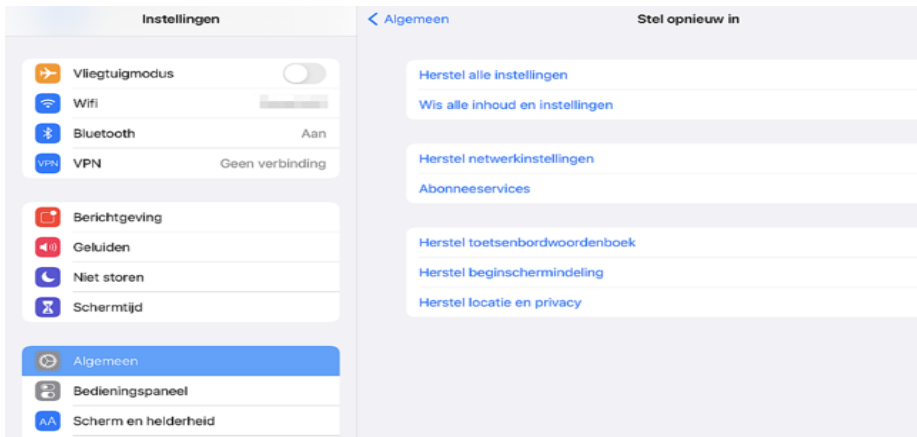 Instellingen
Vliegtuigmodus
Wifi
Bluetooth Aan
VPN VPN Geen verbinding
Berichtgeving
Geluiden
Niet storen
Schermtijd
Algemeen
Bedieningspaneel
AA Scherm en helderheid
Algemeen Stel opnieuw in
Herstel alle instellingen
Wis alle inhoud en instellingen
Herstel netwerkinstellingen
Abonneeservices
Herstel toetsenbordwoordenboek
Herstel beginschermindeling
Herstel locatie en privacy